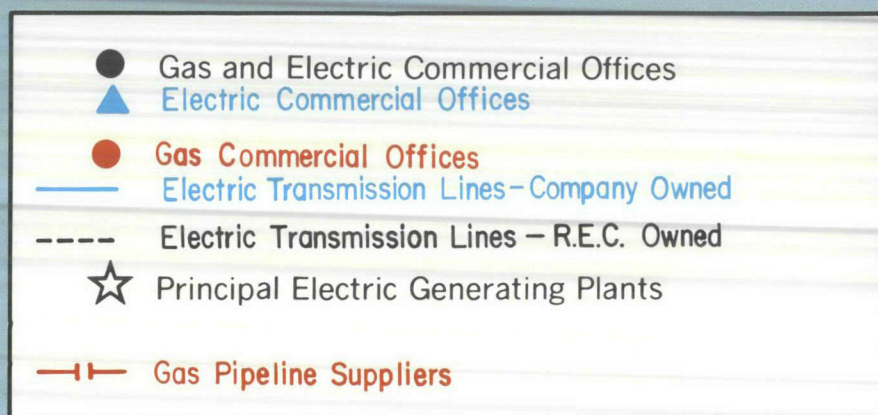 Gas and Electric Commercial Offices
Electric Commercial Offices
Gas Commercial Offices
Electric Transmission Lines-Company Owned
Electric Transmission Lines – R.E.C. Owned
Principal Electric Generating Plants
Gas Pipeline Suppliers